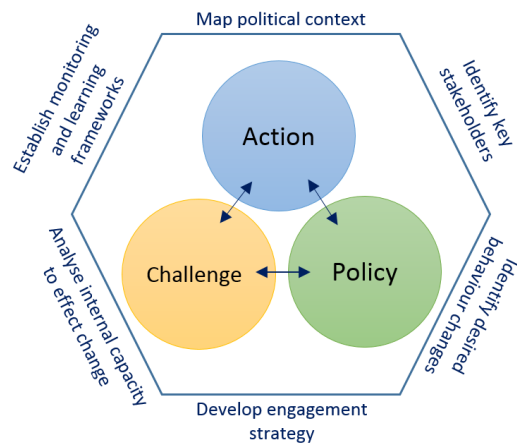 Map political context
Identify key
stakeholders
Identify desired
behaviour changes
Develop engagement
strategy
Analyse internal capacity
to effect change
Establish monitoring
and learning
frameworks
Action
Challenge
Policy